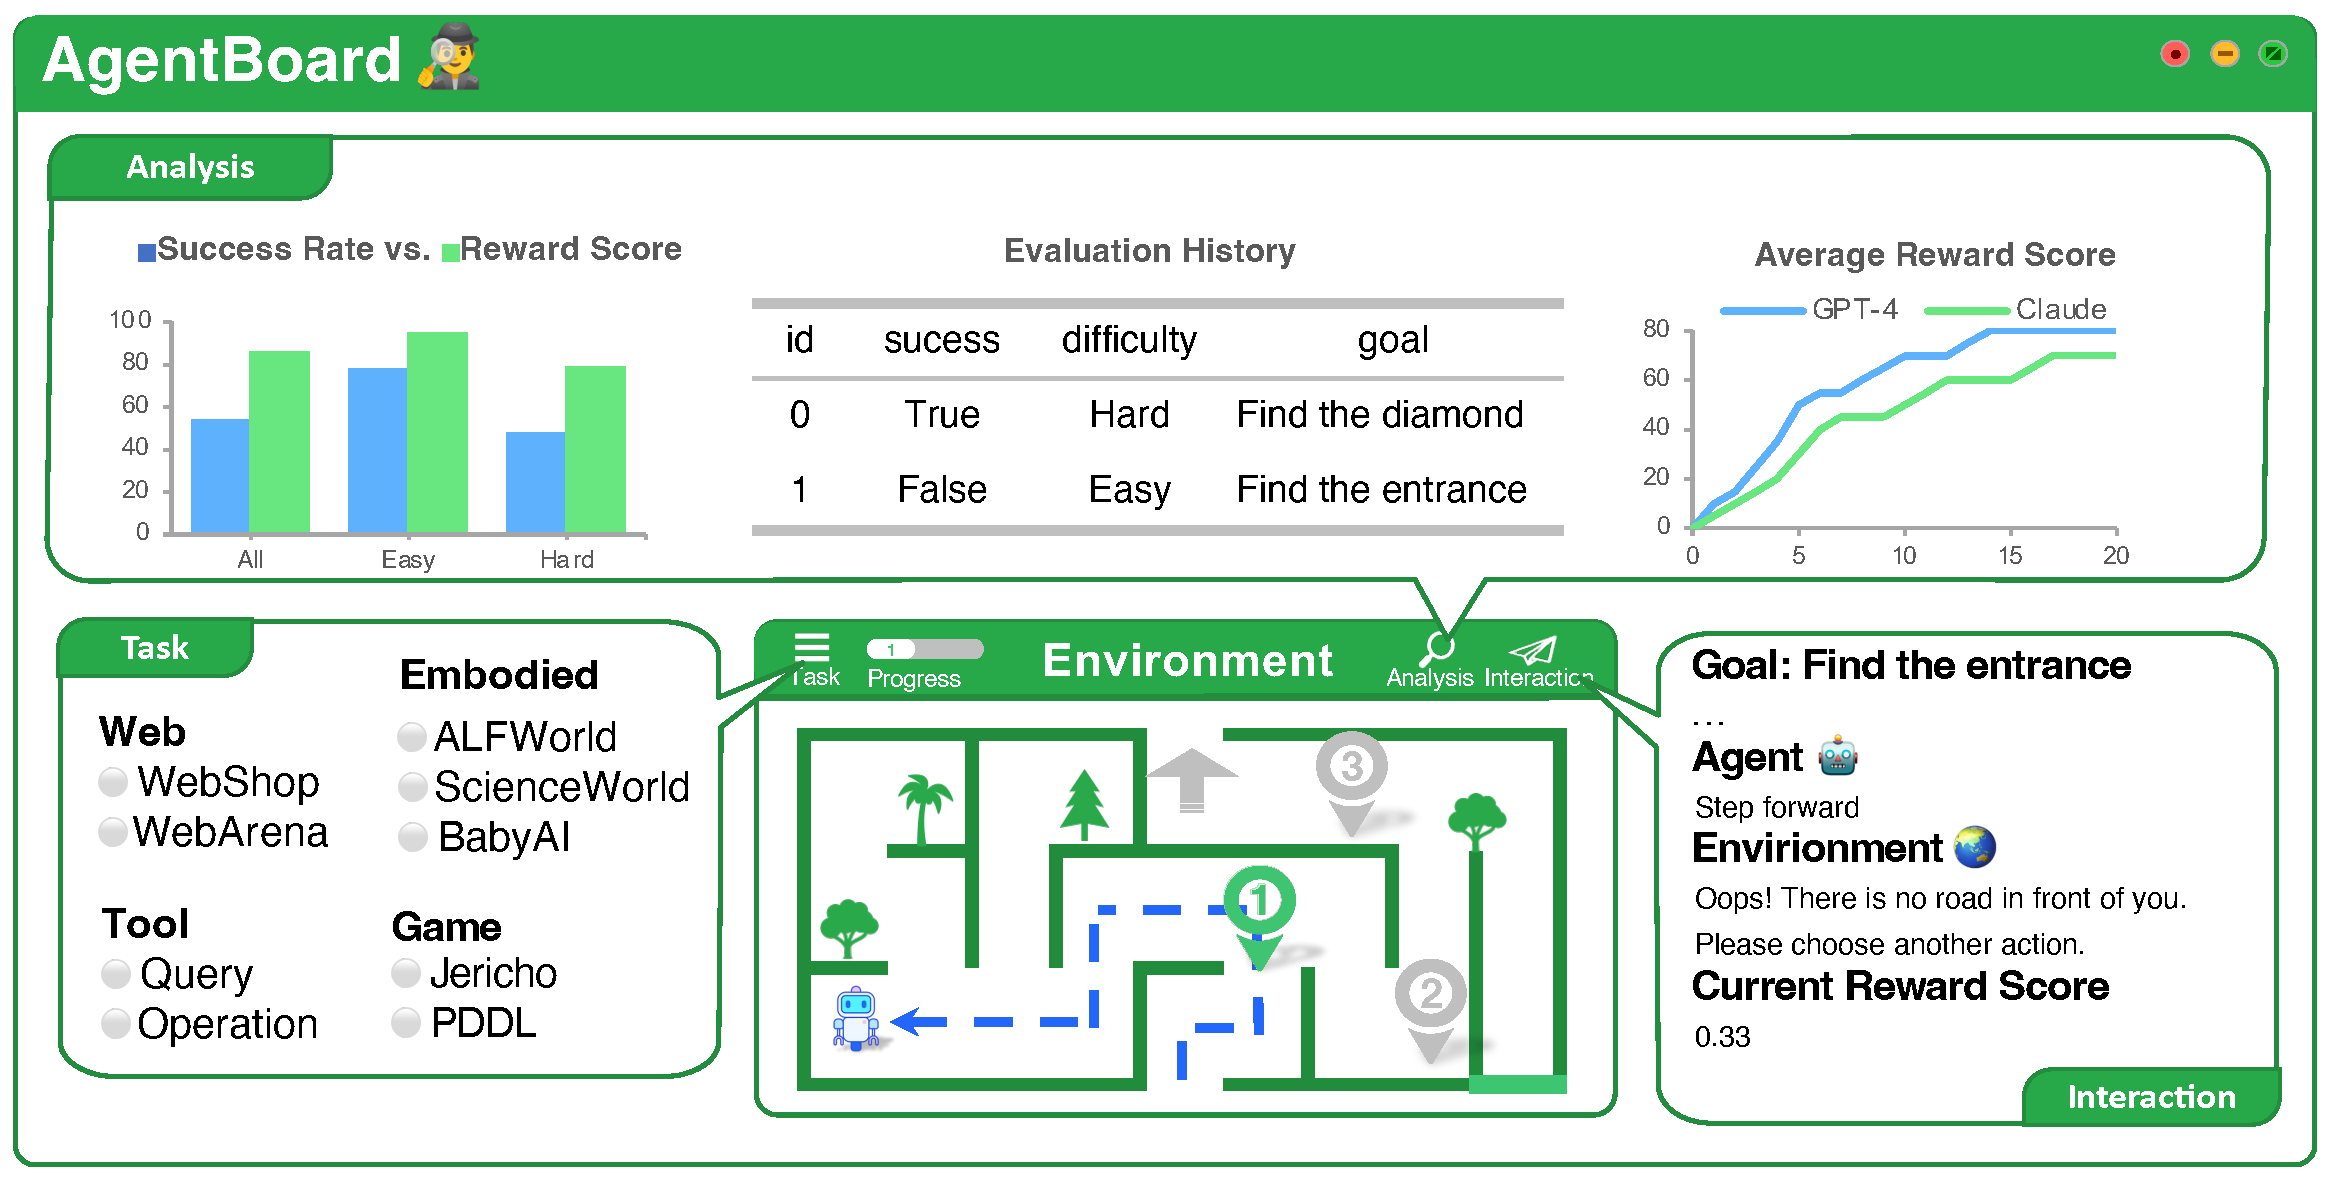 AgentBoard
Analysis
Success Rate vs. Reward Score
100
80
60
40
20
0
All Easy Hard
Evaluation History
id sucess difficulty goal
0 True Hard Find the diamond
1 False Easy Find the entrance
Average Reward Score
GPT-4 Claude
80
60
40
20
0
0 5 10 15 20
Task
Web
WebShop
WebArena
Embodied
ALFWorld
ScienceWorld
BabyAI
Tool
Query
Operation
Game
Jericho
PDDL
Task
1
Progress
Environment
Analysis
Interaction
3
1
2
Goal: Find the entrance
...
Agent
Step forward
Envirionment
Oops! There is no road in front of you.
Please choose another action.
Current Reward Score
0.33
Interaction